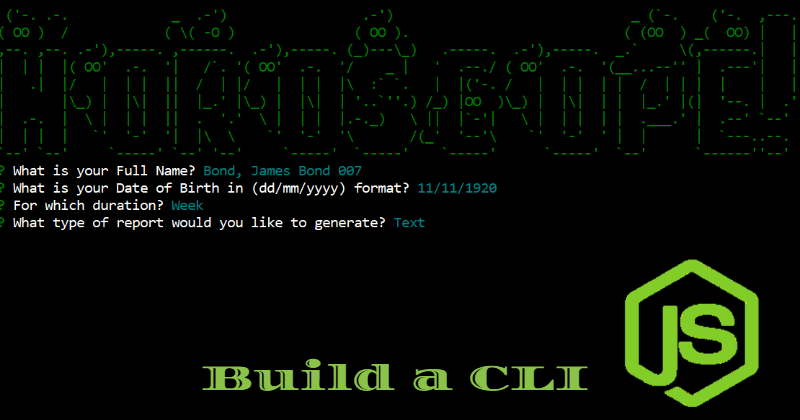 HOROSCOPE!
? What is your Full Name? Bond, James Bond 007
? What is your Date of Birth in (dd/mm/yyyy) format? 11/11/1920
? For which duration? Week
? What type of report would you like to generate? Text
JS
Build a CLI